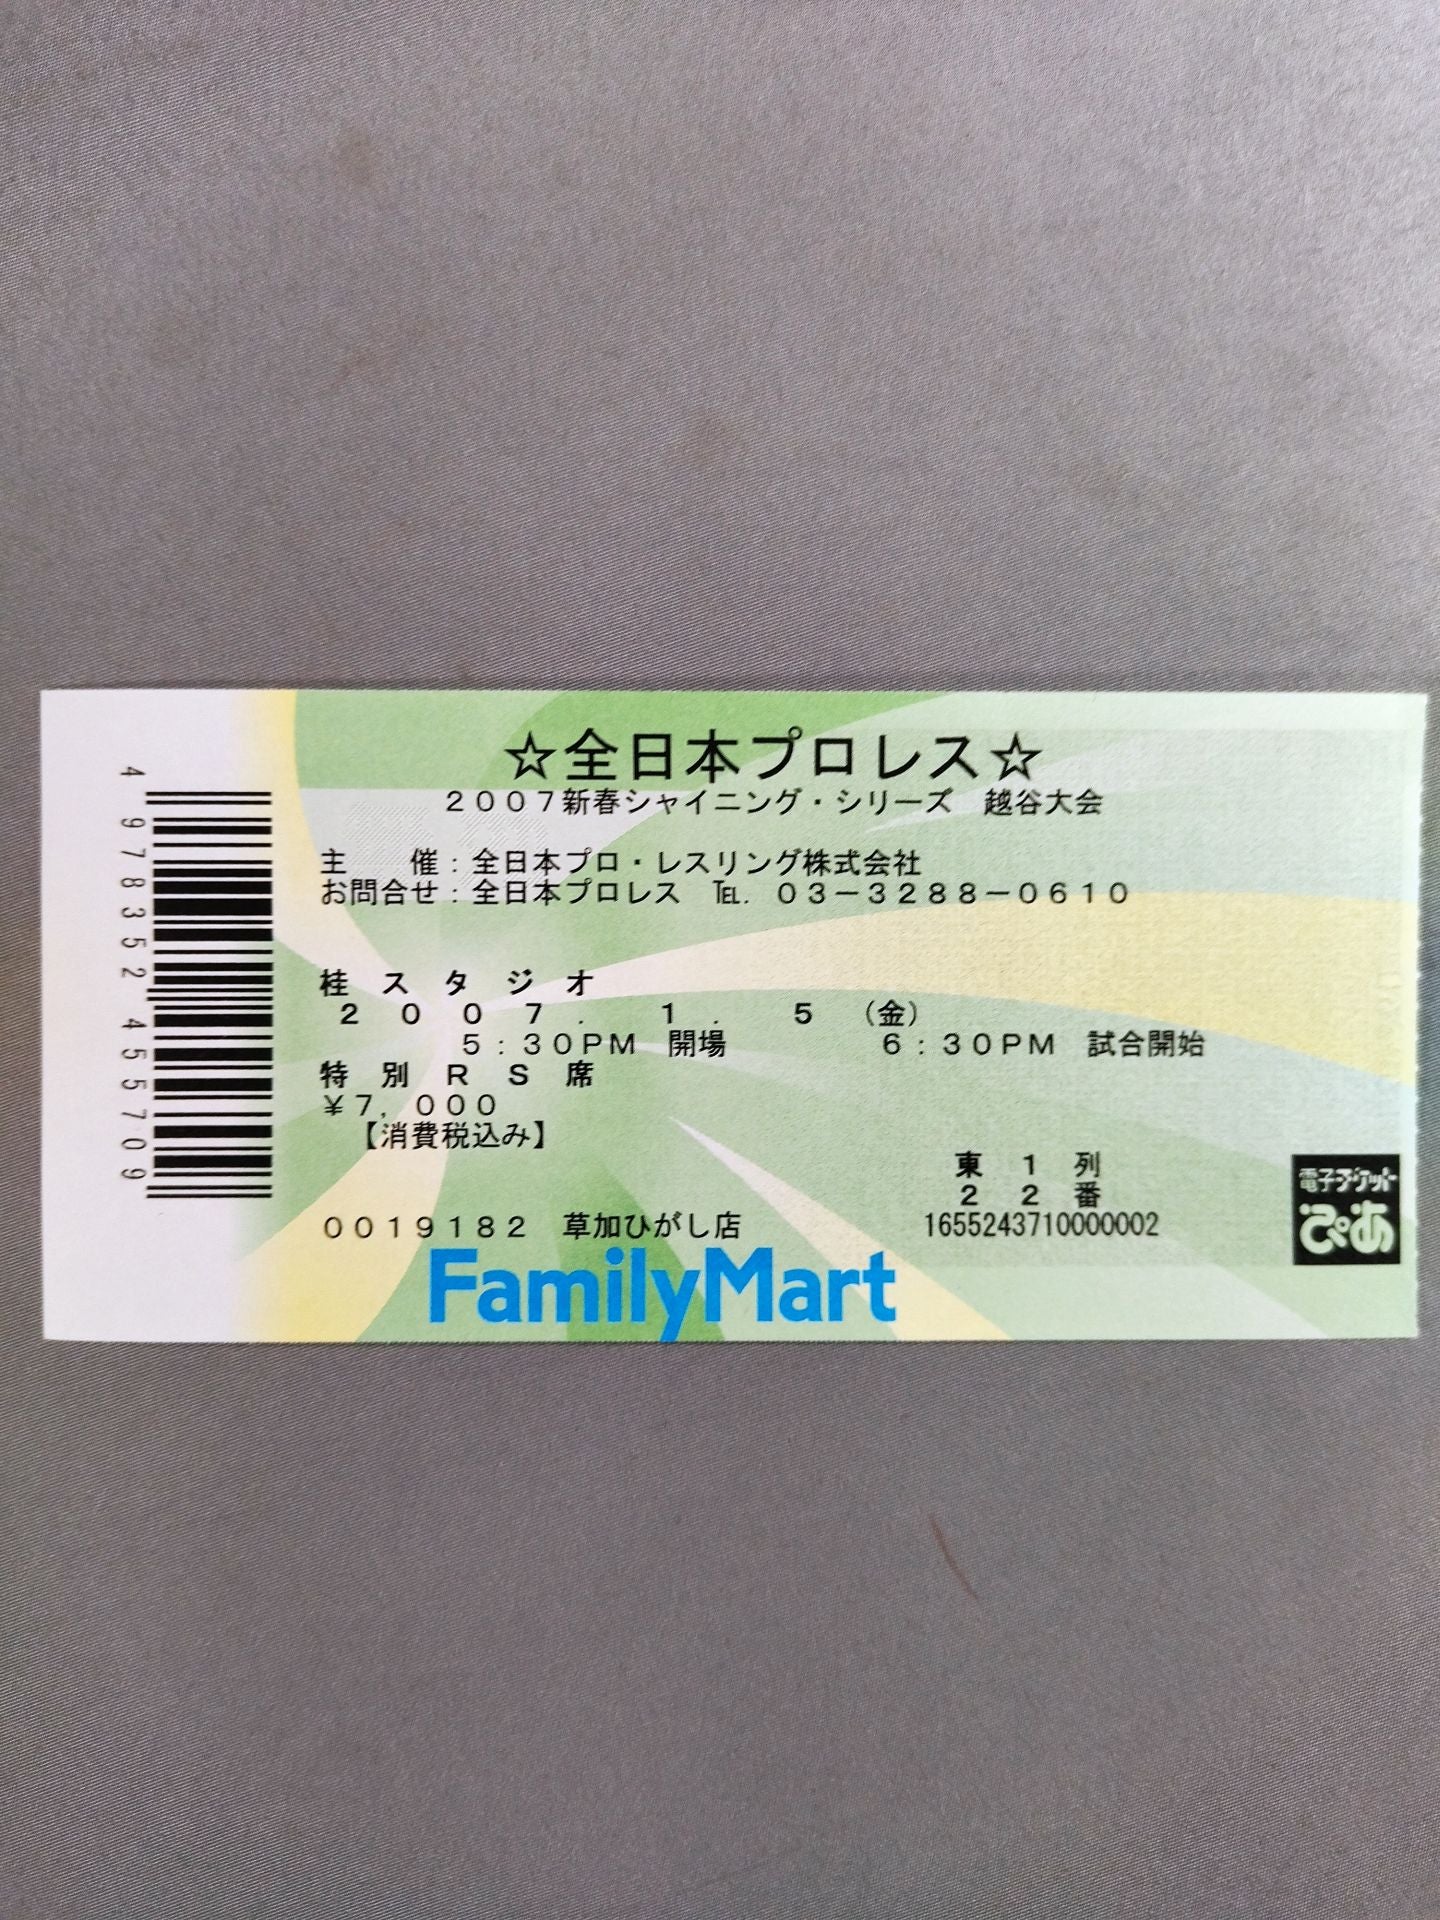 ☆全日本プロレス☆
2007新春シャイニング・シリーズ 越谷大会
主 催：全日本プロ・レスリング株式会社
お問合せ：全日本プロレス ℡．03－3288－0610
桂スタジオ
2007． 1． 5 （金）
5：30PM 開場 6：30PM 試合開始
特別RS席
￥7，000
【消費税込み】
東 1 列
2 2 番
0019182 草加ひがし店 1655243710000002
FamilyMart
電子チケット
ぴあ
4978352455709